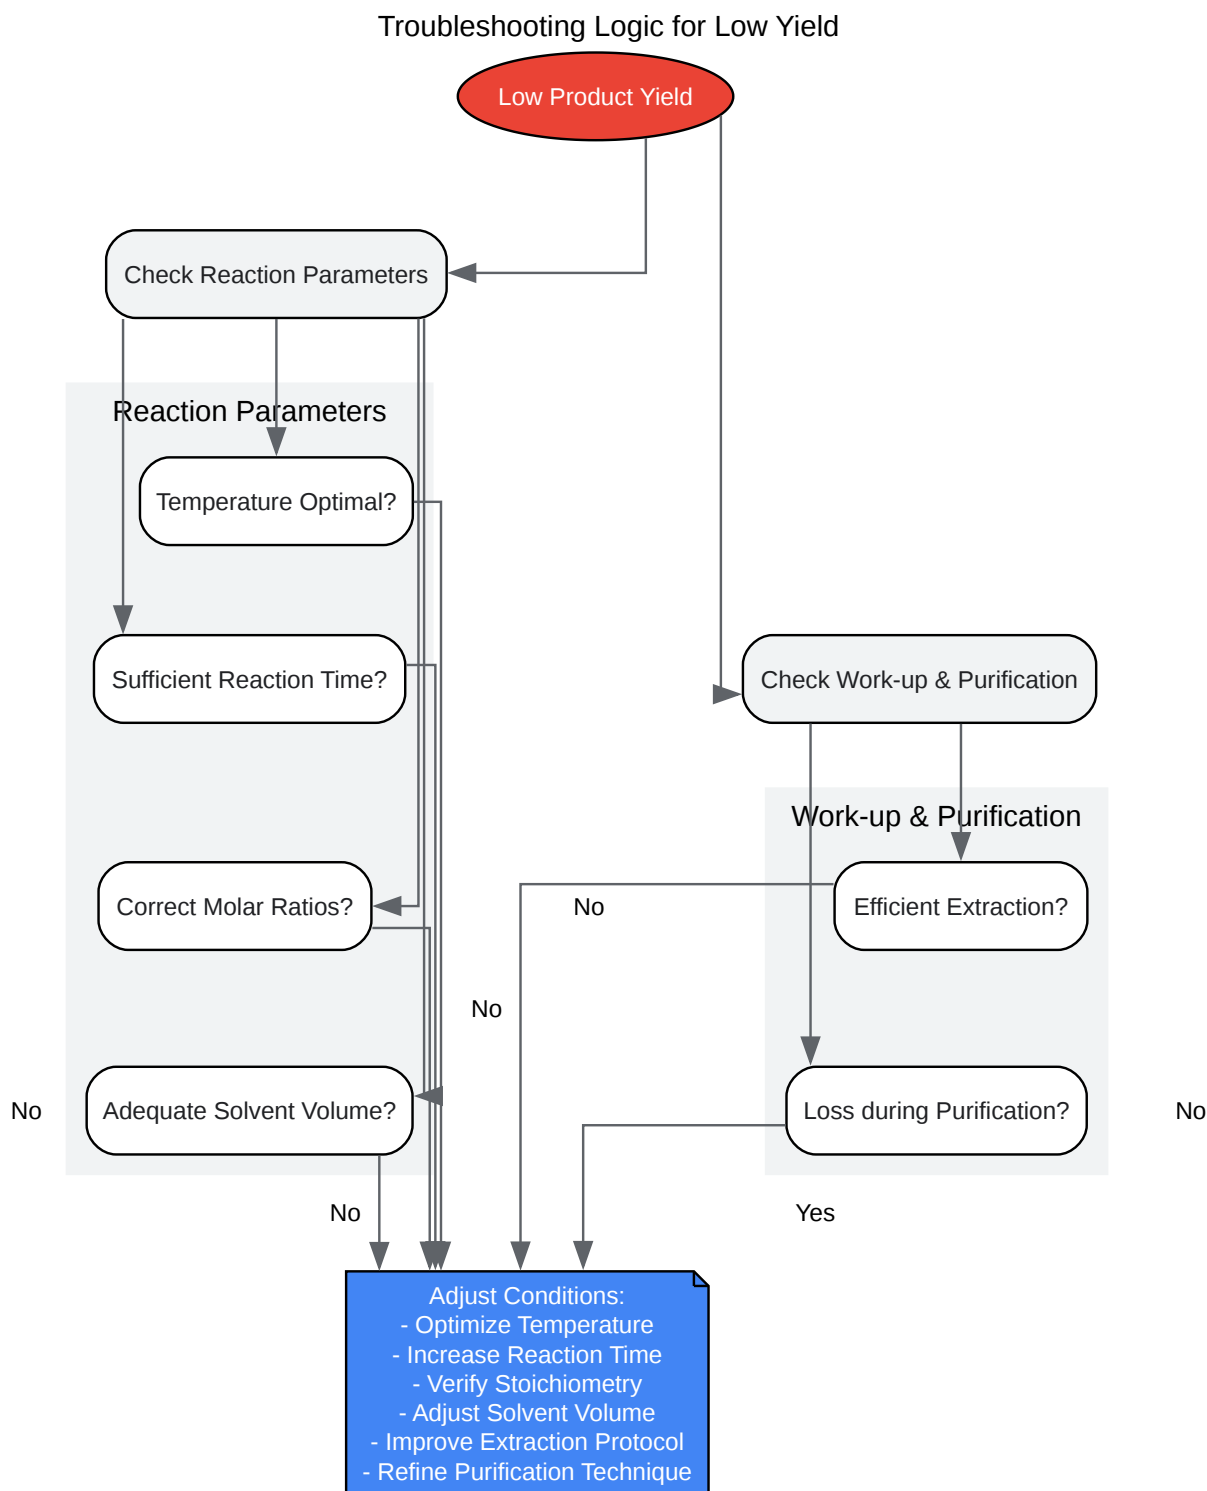 Troubleshooting Logic for Low Yield
Low Product Yield
Check Reaction Parameters
Reaction Parameters
Temperature Optimal?
Sufficient Reaction Time?
Check Work-up & Purification
Work-up & Purification
Correct Molar Ratios?
No
Efficient Extraction?
No
No
Adequate Solvent Volume?
Loss during Purification?
No
No
Yes
Adjust Conditions:
- Optimize Temperature
- Increase Reaction Time
- Verify Stoichiometry
- Adjust Solvent Volume
- Improve Extraction Protocol
- Refine Purification Technique